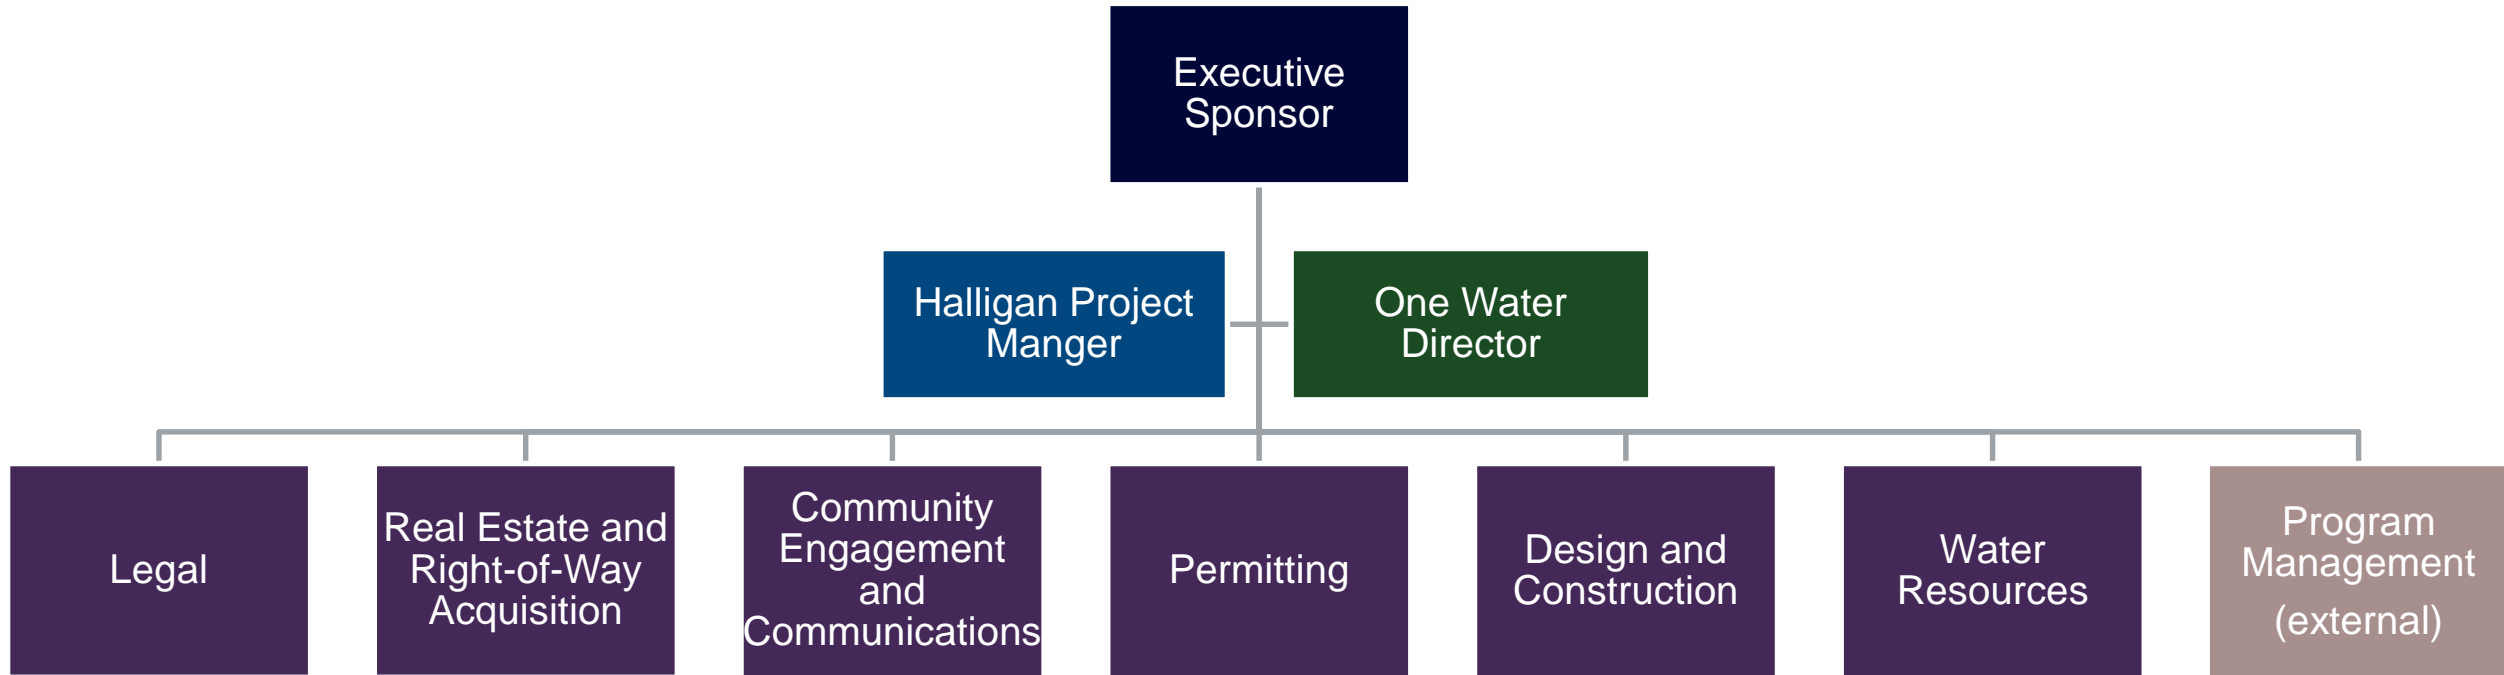 Executive
Sponsor
Halligan Project
Manger
One Water
Director
Legal
Real Estate and
Right-of-Way
Acquisition
Community
Engagement
and
Communications
Permitting
Design and
Construction
Water
Resources
Program
Management
(external)